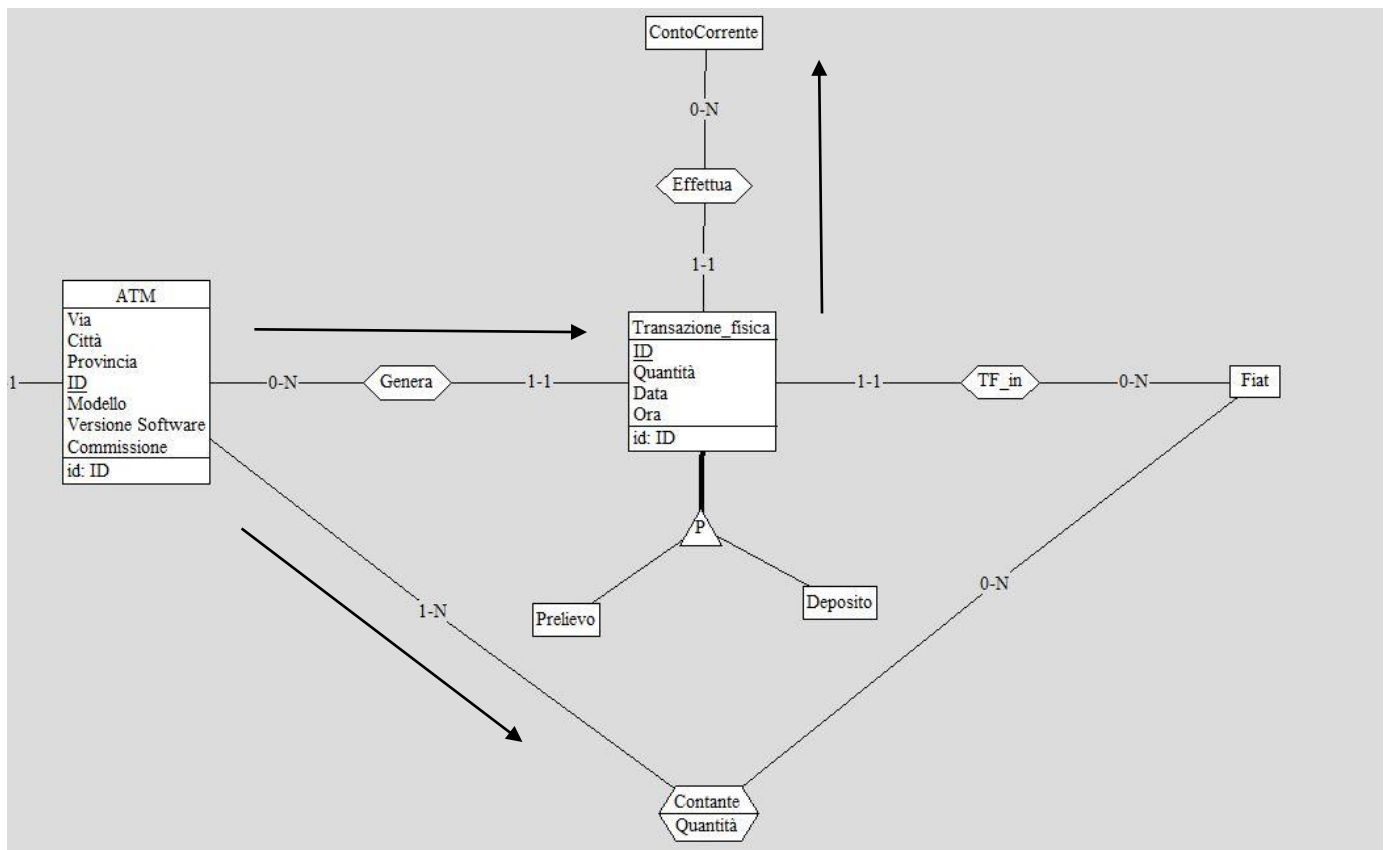 ContoCorrente
0-N
Effettua
1-1
ATM
Via
Città
Provincia
ID
Modello
Versione Software
Commissione
id: ID
1
0-N
Genera
1-1
Transazione_fisica
ID
Quantità
Data
Ora
id: ID
1-1
TF_in
0-N
Fiat
P
Prelievo
Deposito
1-N
0-N
Contante
Quantità